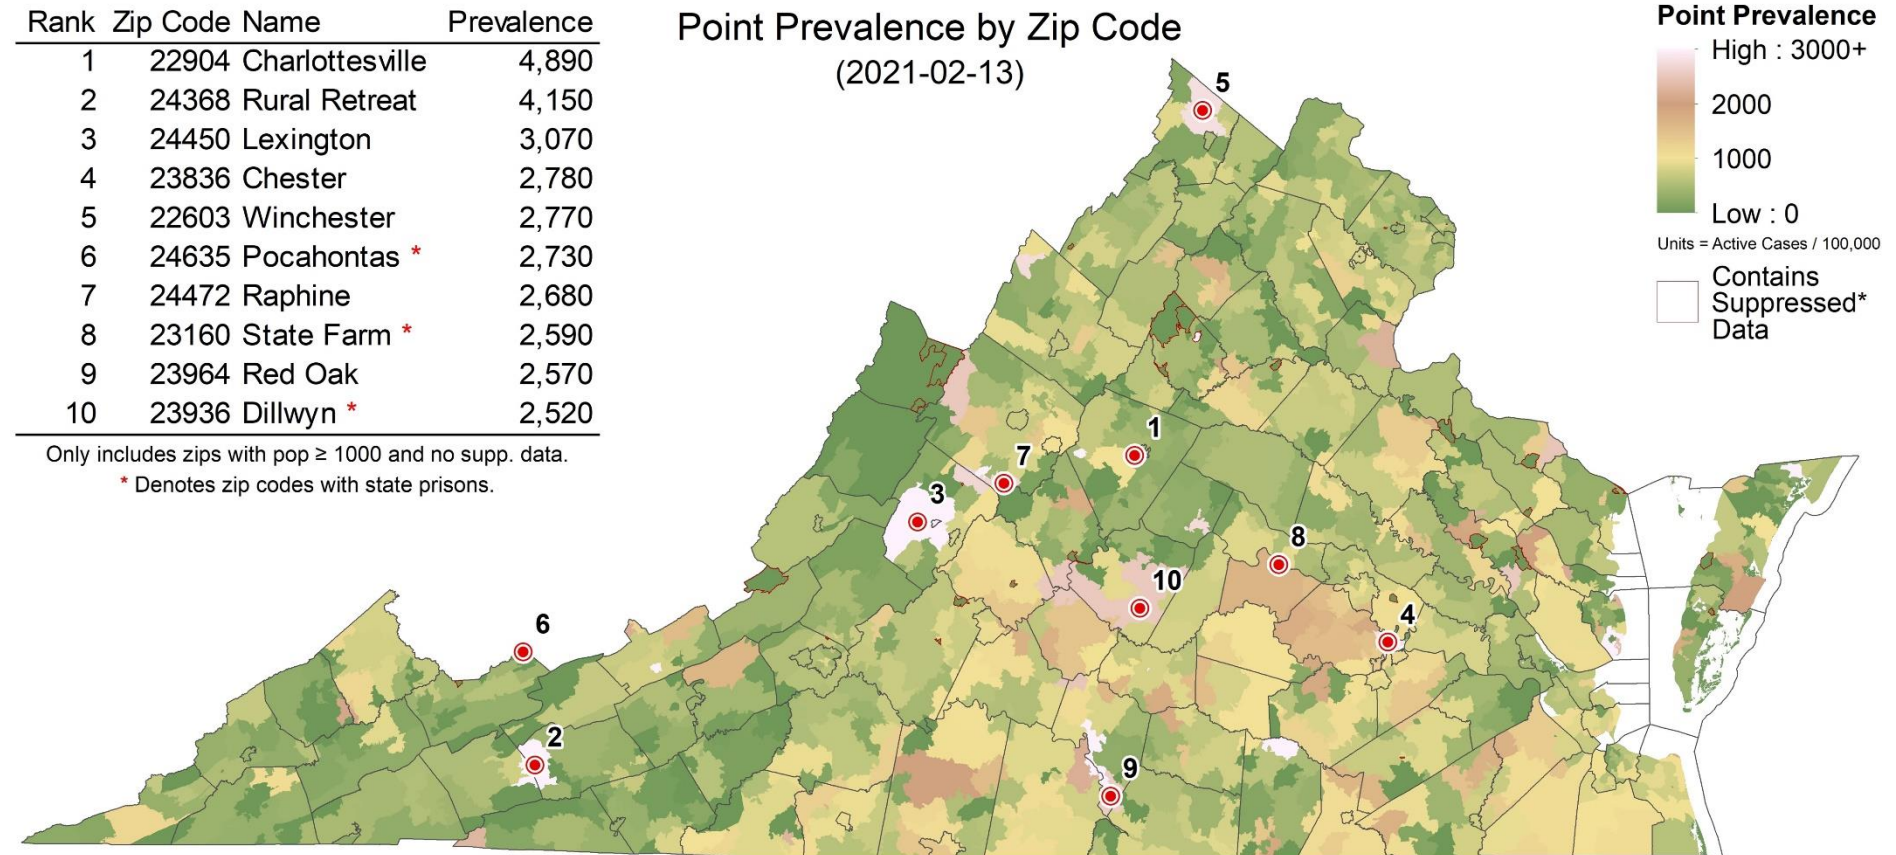 Rank Zip Code Name Prevalence
1 22904 Charlottesville 4,890
2 24368 Rural Retreat 4,150
3 24450 Lexington 3,070
4 23836 Chester 2,780
5 22603 Winchester 2,770
6 24635 Pocahontas * 2,730
7 24472 Raphine 2,680
8 23160 State Farm * 2,590
9 23964 Red Oak 2,570
10 23936 Dillwyn * 2,520
Only includes zips with pop ≥ 1000 and no supp. data.
* Denotes zip codes with state prisons.
Point Prevalence by Zip Code
(2021-02-13)
Point Prevalence
High : 3000+
2000
1000
Low : 0
Units = Active Cases / 100,000
Contains
Suppressed*
Data
5
1
7
3
8
10
4
6
2
9